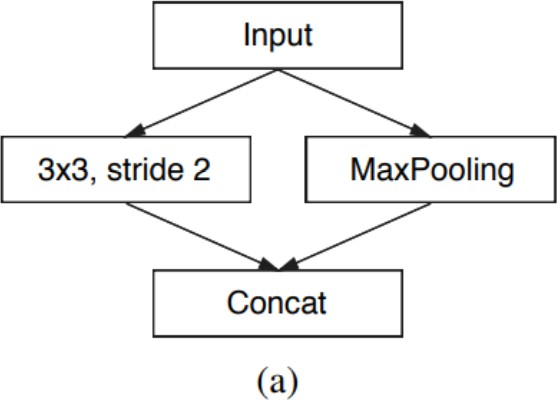 Input
3x3, stride 2
MaxPooling
Concat
(a)